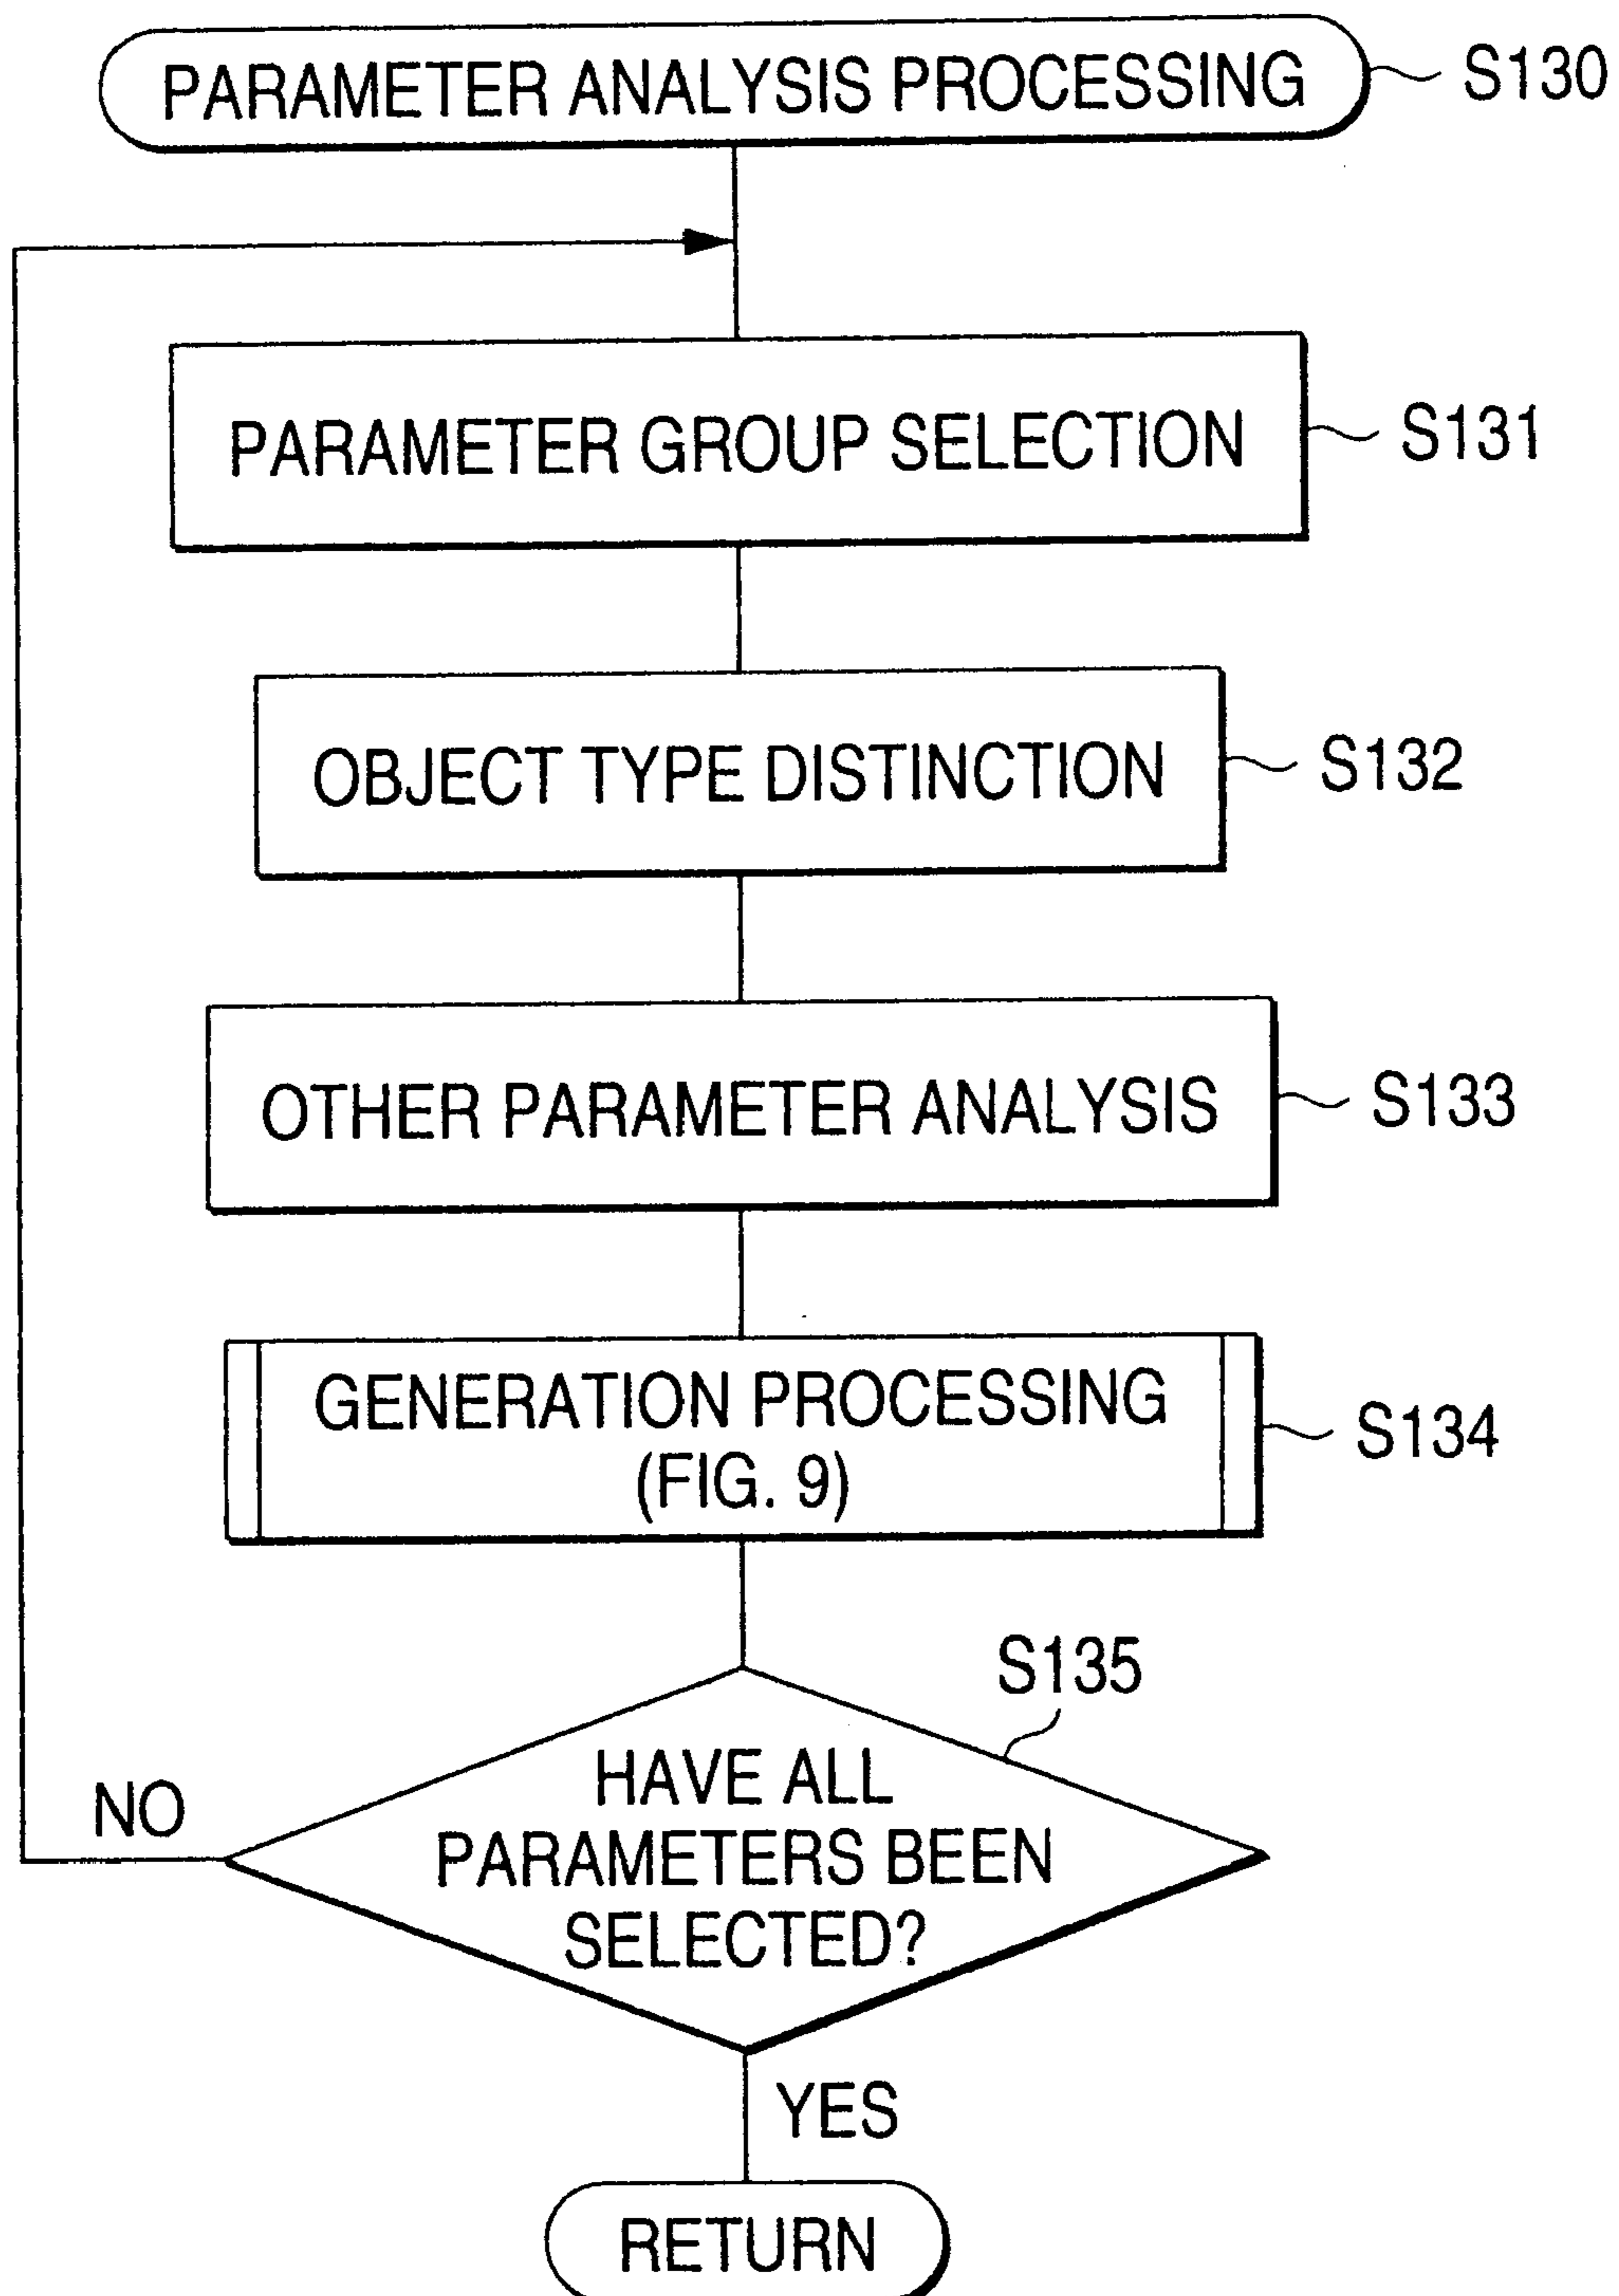 PARAMETER ANALYSIS PROCESSING S130
PARAMETER GROUP SELECTION S131
OBJECT TYPE DISTINCTION S132
OTHER PARAMETER ANALYSIS S133
GENERATION PROCESSING
(FIG. 9)
S134
S135
HAVE ALL
PARAMETERS BEEN
SELECTED?
NO
YES
RETURN